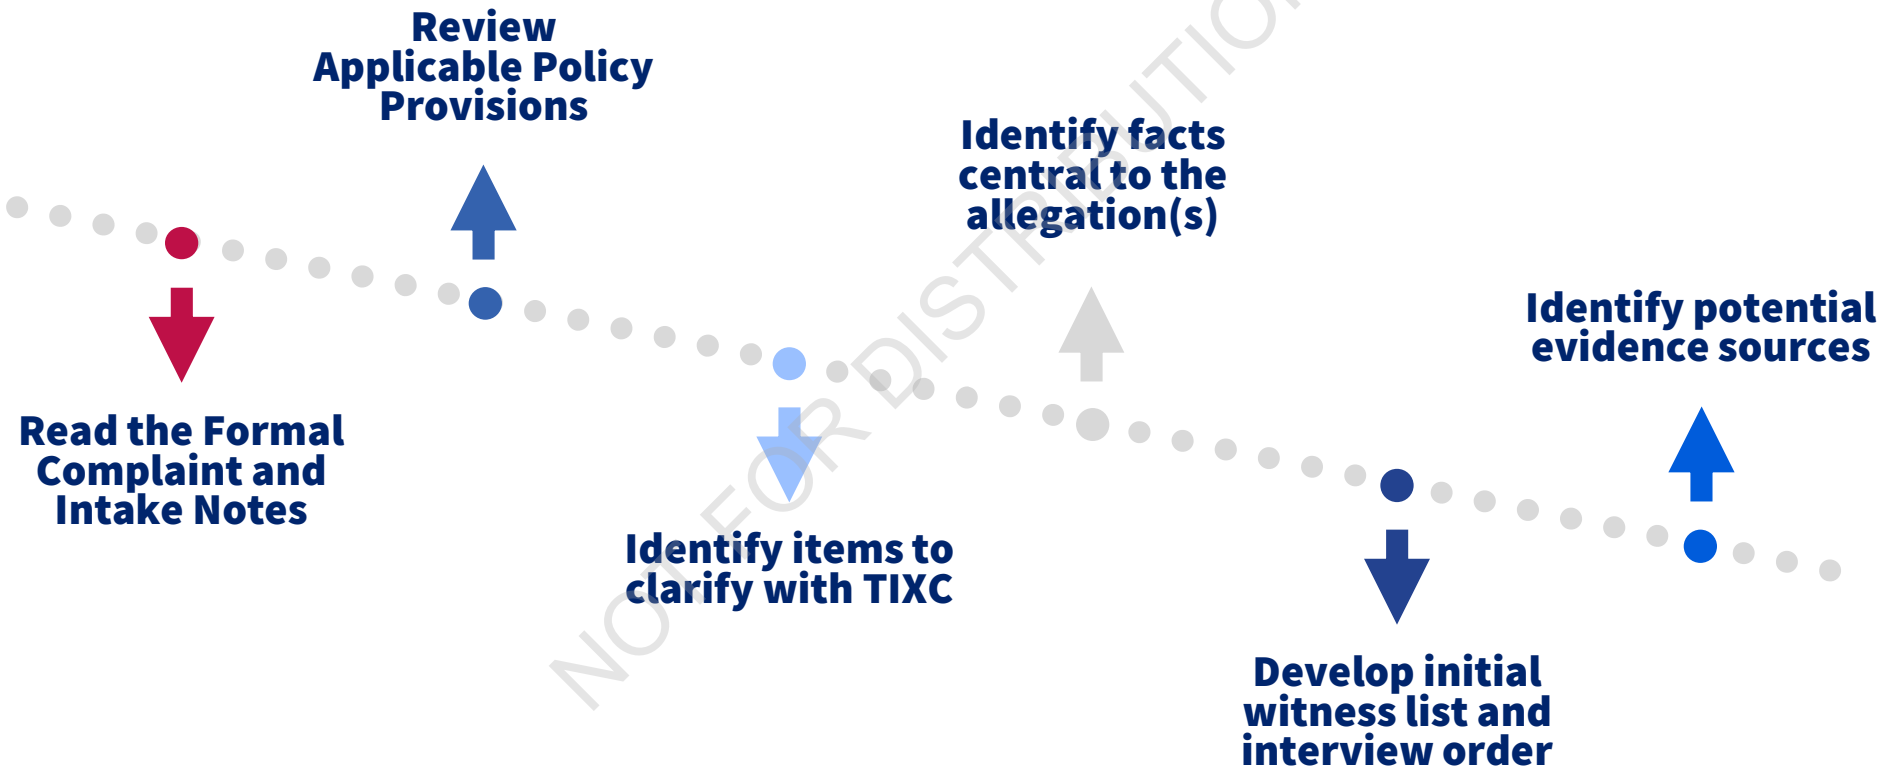 Review
Applicable Policy
Provisions
Identify facts
central to the
allegation(s)
Identify potential
evidence sources
Read the Formal
Complaint and
Intake Notes
Identify items to
clarify with TIXC
Develop initial
witness list and
interview order
NOT FOR DISTRIBUTION